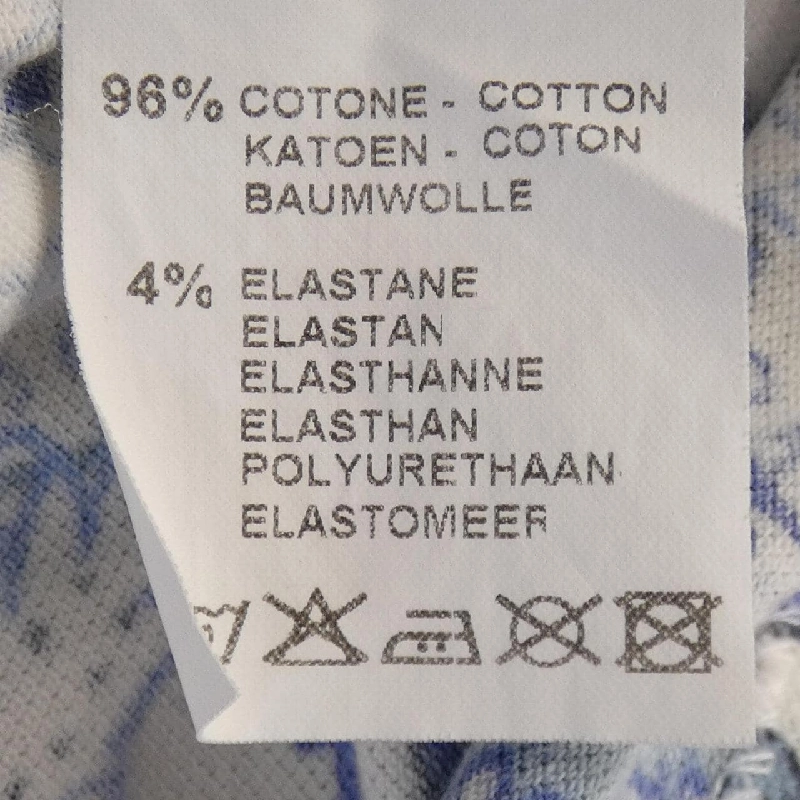 96% COTONE - COTTON
KATOEN - COTON
BAUMWOLLE
4% ELASTANE
ELASTAN
ELASTHANNE
ELASTHAN
POLYURETHAAN
ELASTOMEER